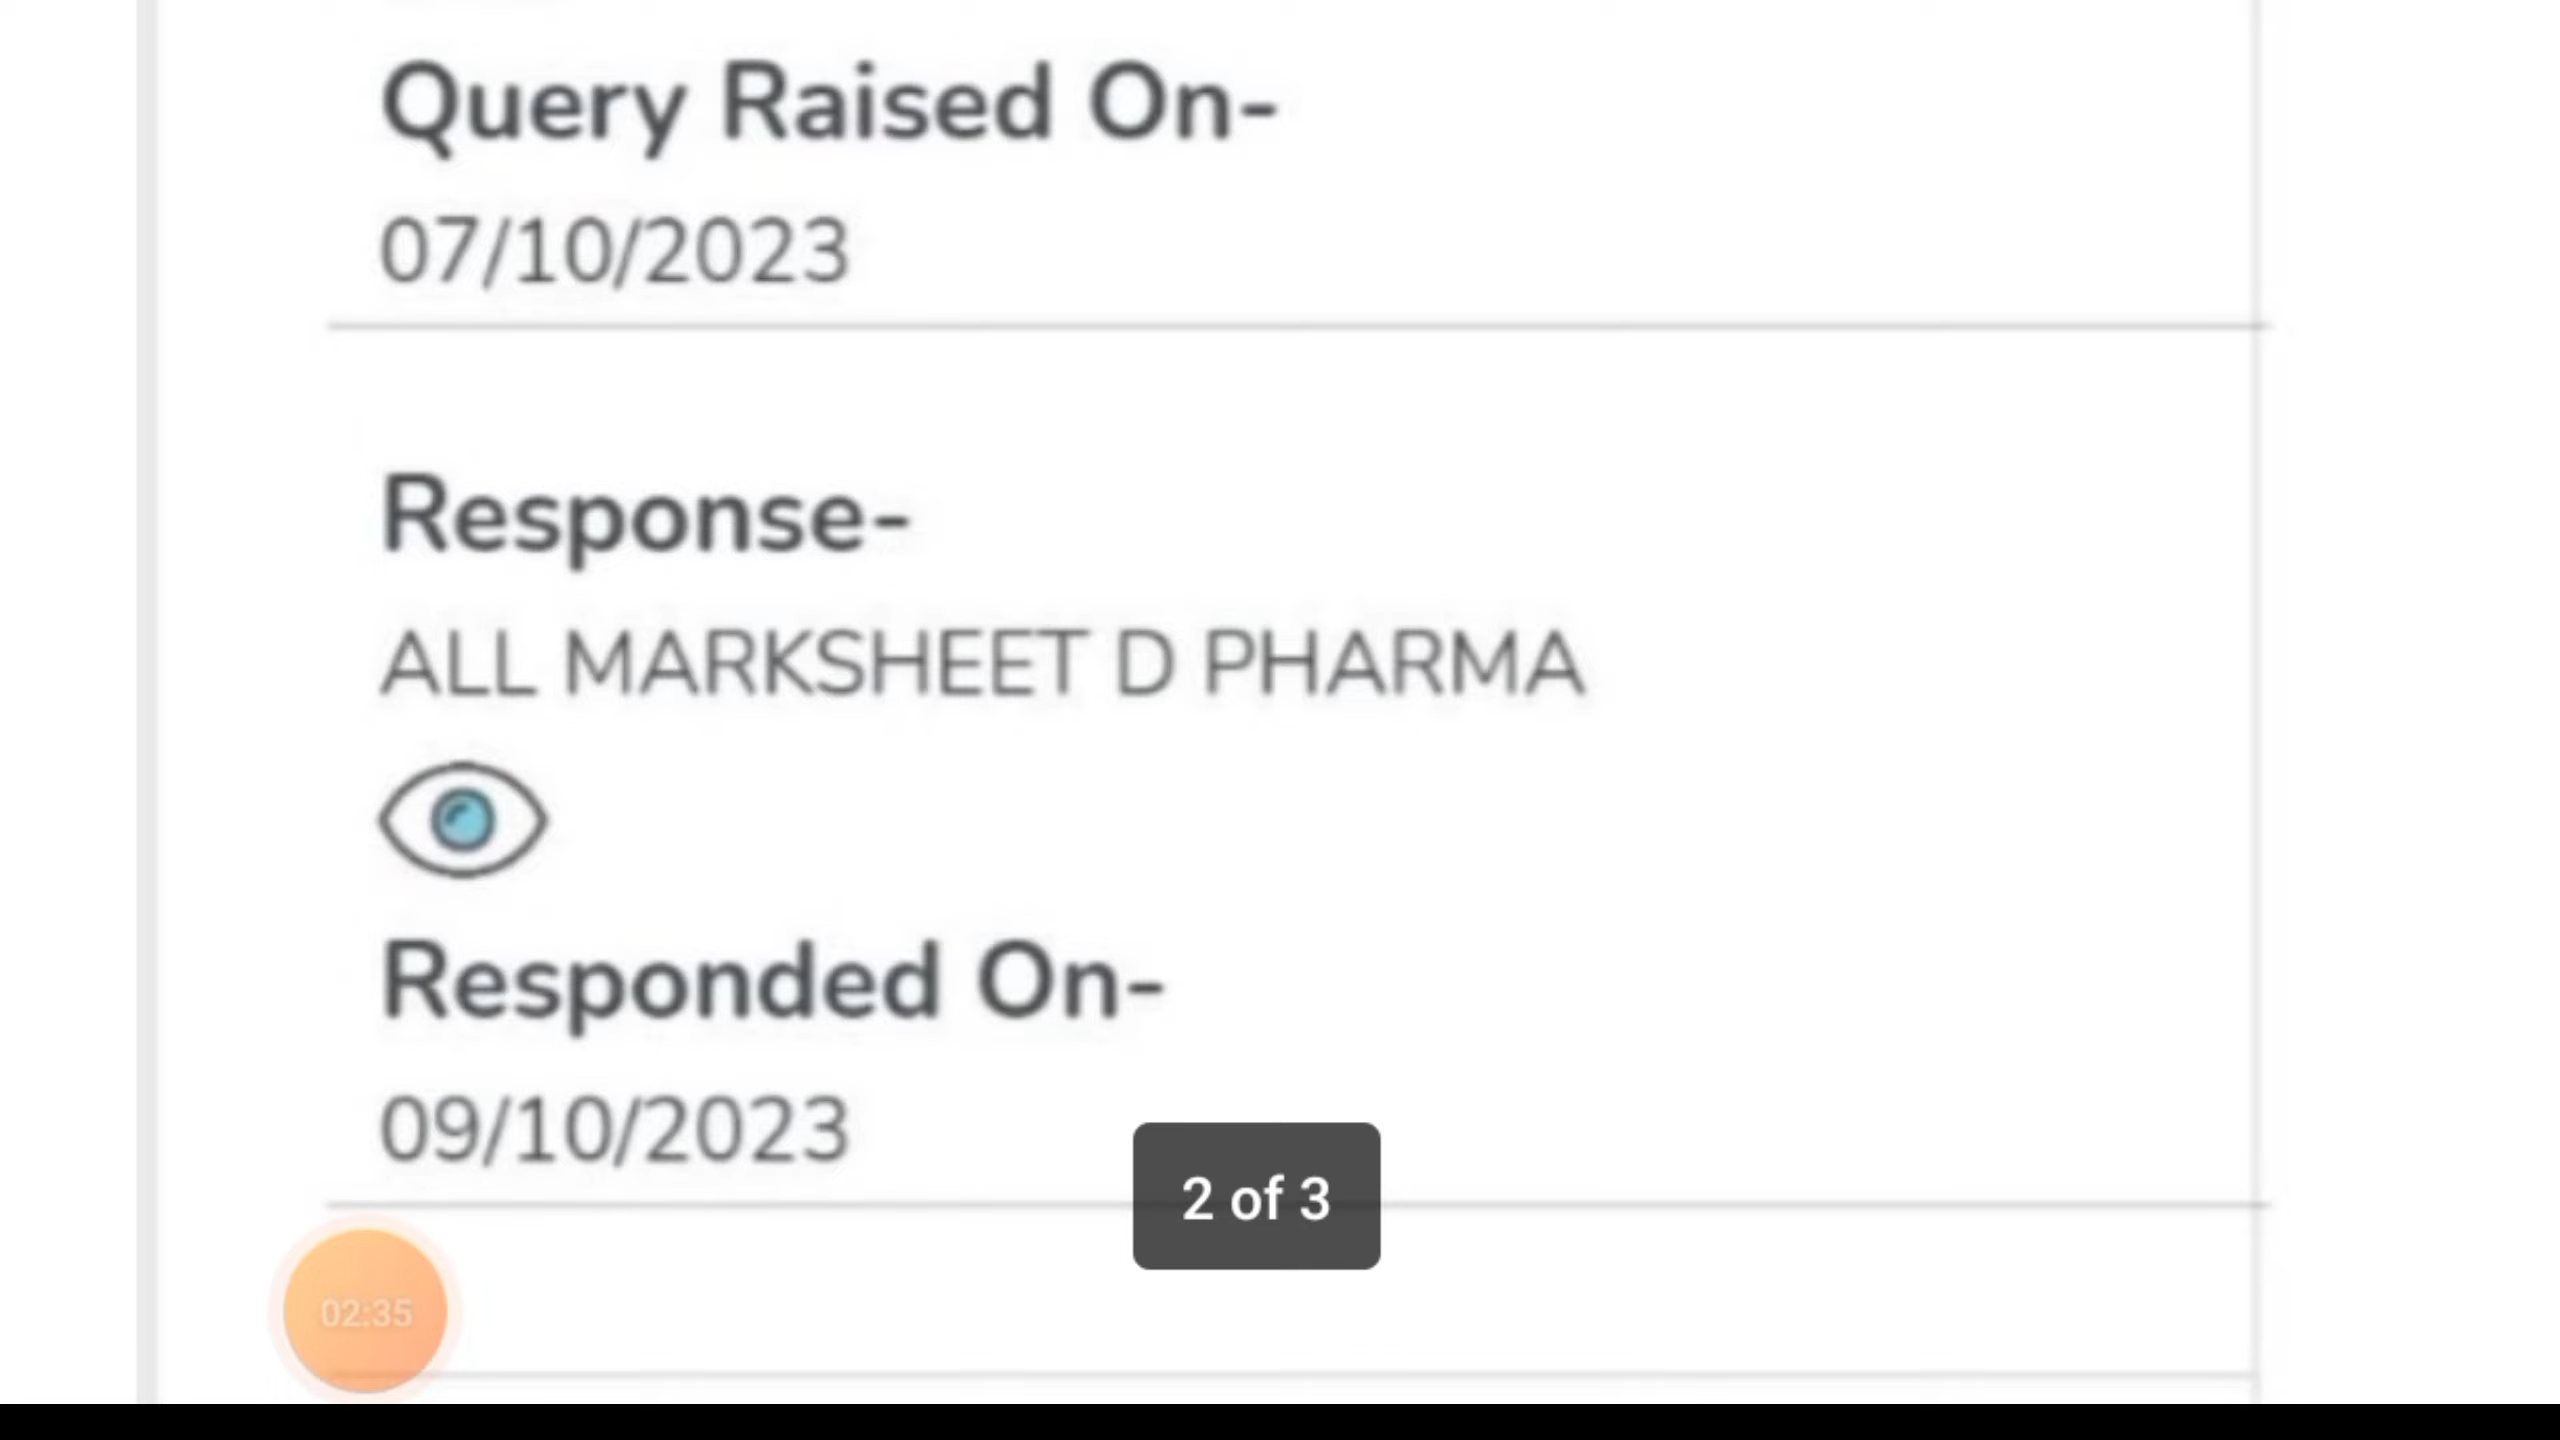 Query Raised On-
07/10/2023
Response-
ALL MARKSHEET D PHARMA
Responded On-
09/10/2023
2 of 3
02:35